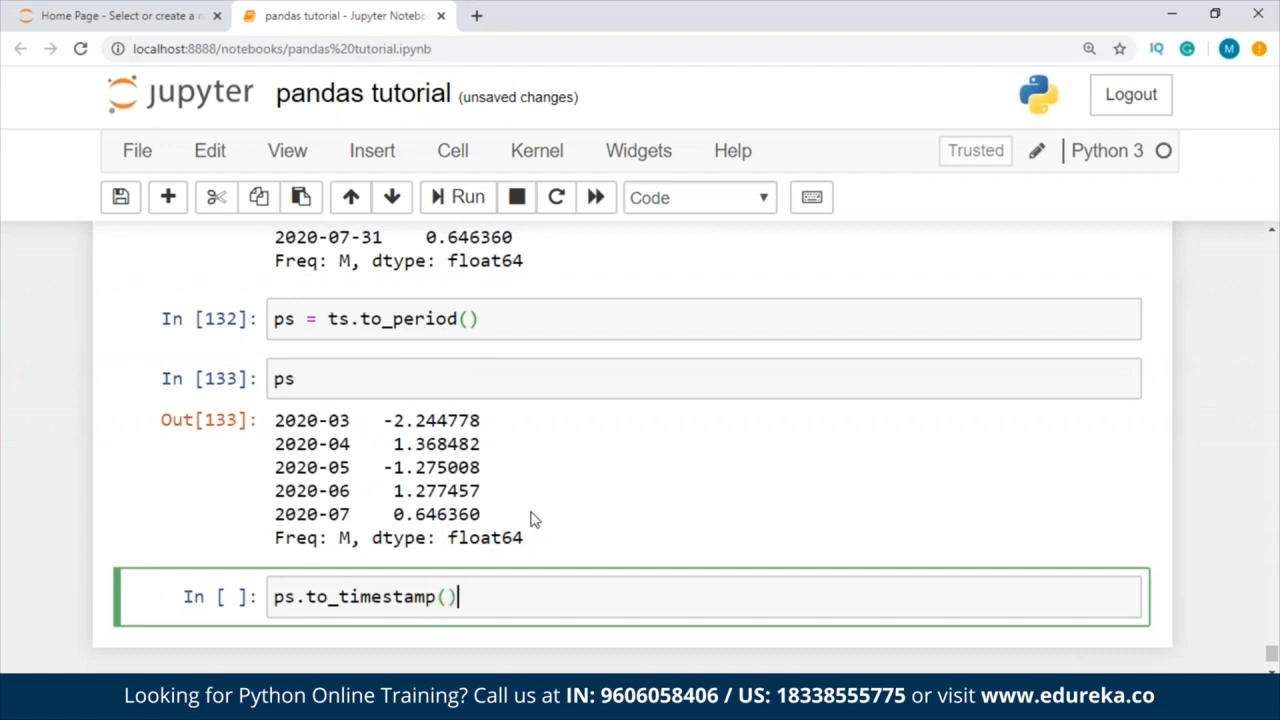 Home Page - Select or create a n
pandas tutorial - Jupyter Notebo
localhost:8888/notebooks/pandas%20tutorial.ipynb
IQ
M
jupyter pandas tutorial (unsaved changes)
Logout
File Edit View Insert Cell Kernel Widgets Help
Trusted
Python 3
Run
Code
2020-07-31 0.646360
Freq: M, dtype: float64
In [132]: ps = ts.to_period()
In [133]: ps
Out[133]: 2020-03 -2.244778
2020-04 1.368482
2020-05 -1.275008
2020-06 1.277457
2020-07 0.646360
Freq: M, dtype: float64
In [ ]: ps.to_timestamp()
Looking for Python Online Training? Call us at IN: 9606058406 / US: 18338555775 or visit www.edureka.co